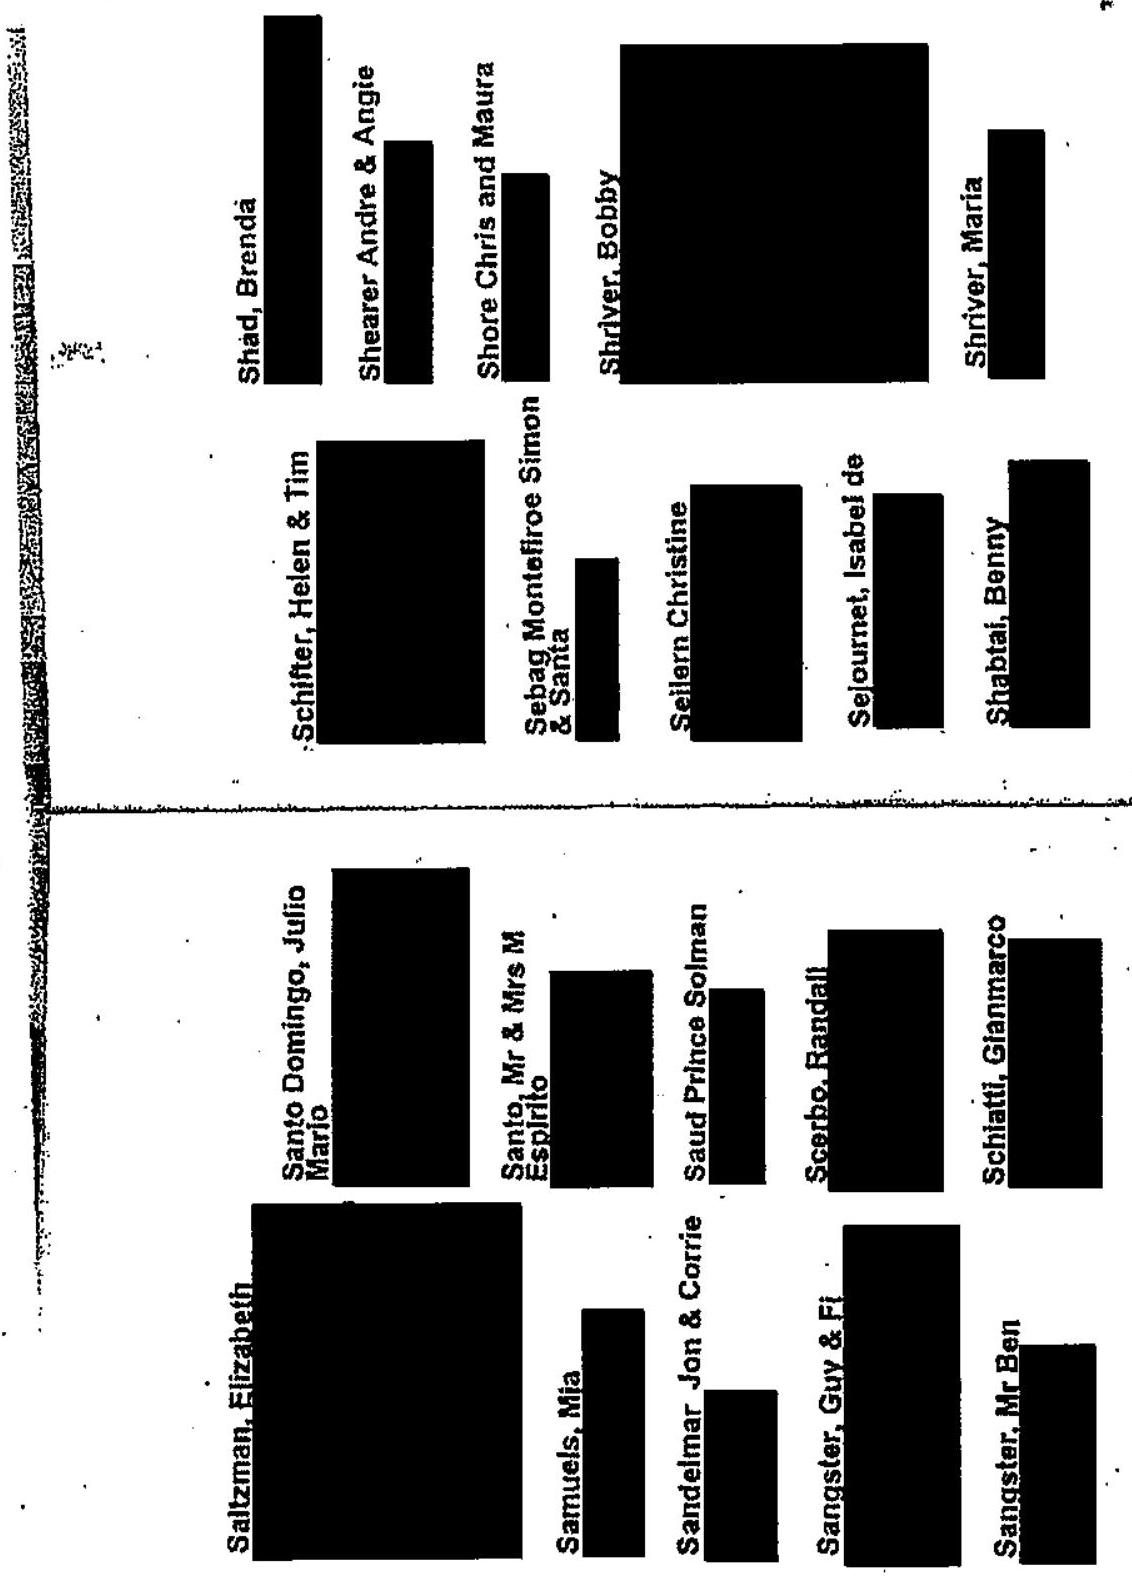 Saltzman, Elizabeth
Samuels, Mia
Sandelmar Jon & Corrie
Sangster, Guy & Fi
Sangster, Mr Ben
Santo Domingo, Julio
Mario
Santo, Mr & Mrs M
Espirito
Saud Prince Solman
Scerbo, Randall
Schiatti, Gianmarco
Schifter, Helen & Tim
Sebag Montefiroe Simon
& Santa
Seilern Christine
Sejournet, Isabel de
Shabtai, Benny
Shad, Brenda
Shearer Andre & Angie
Shore Chris and Maura
Shriver, Bobby
Shriver, Maria